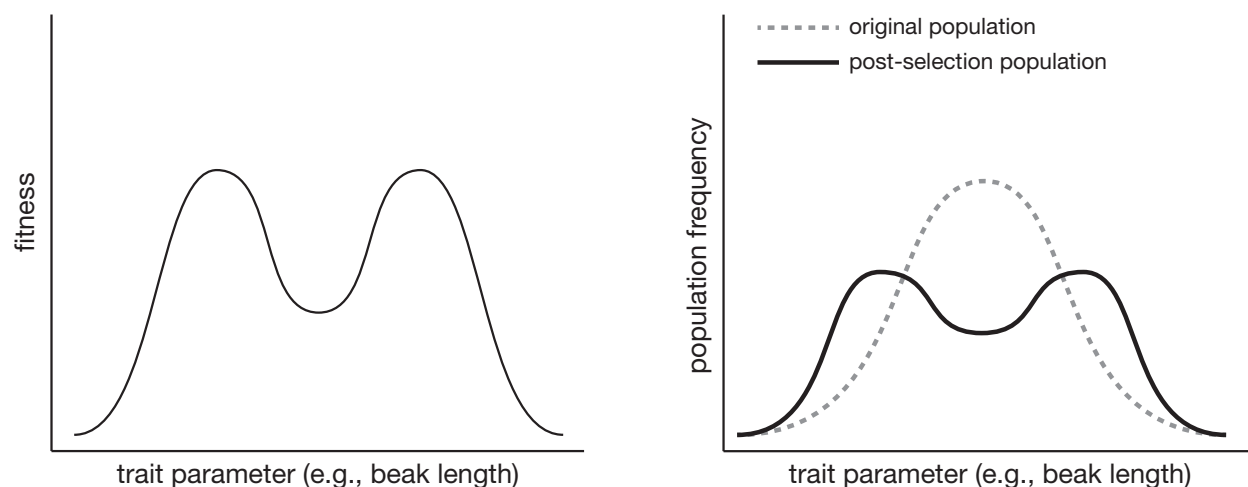 fitness
trait parameter (e.g., beak length)
original population
post-selection population
population frequency
trait parameter (e.g., beak length)